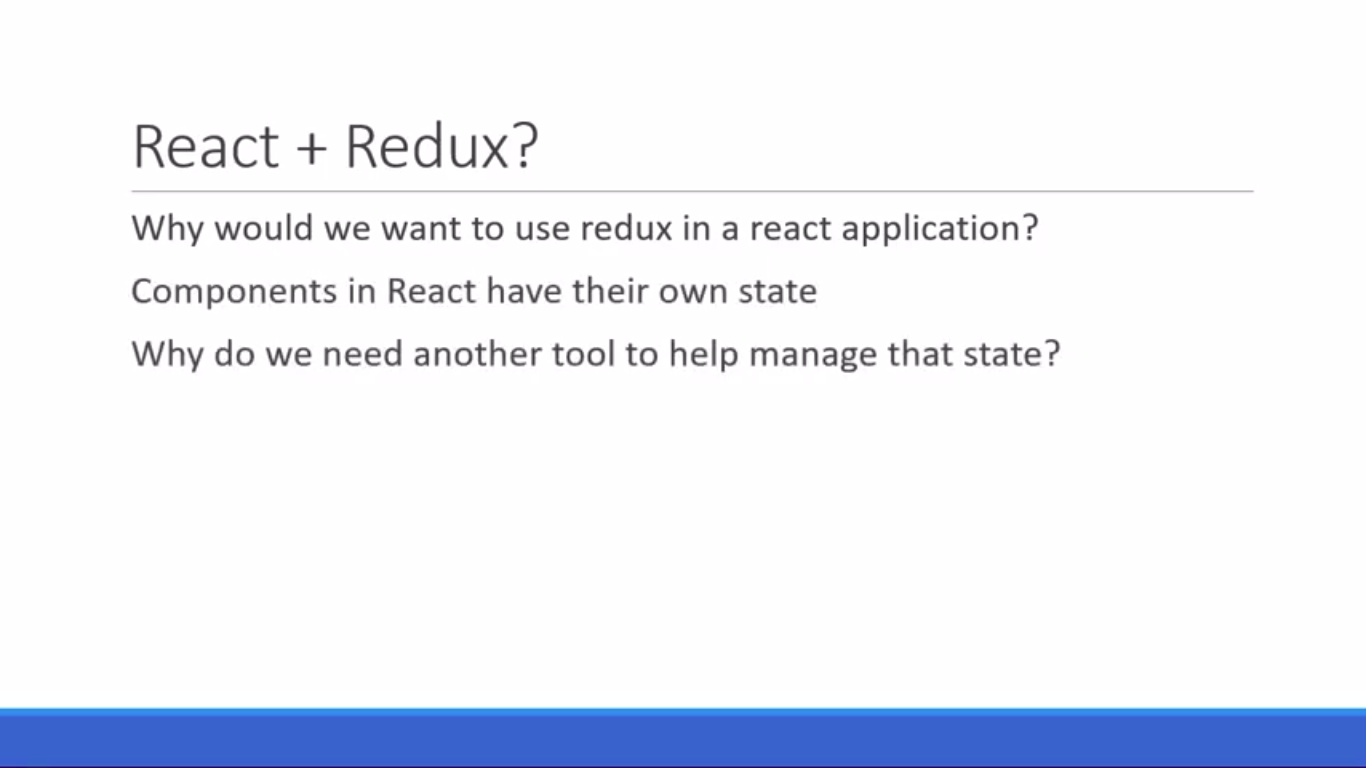 React + Redux?
Why would we want to use redux in a react application?
Components in React have their own state
Why do we need another tool to help manage that state?